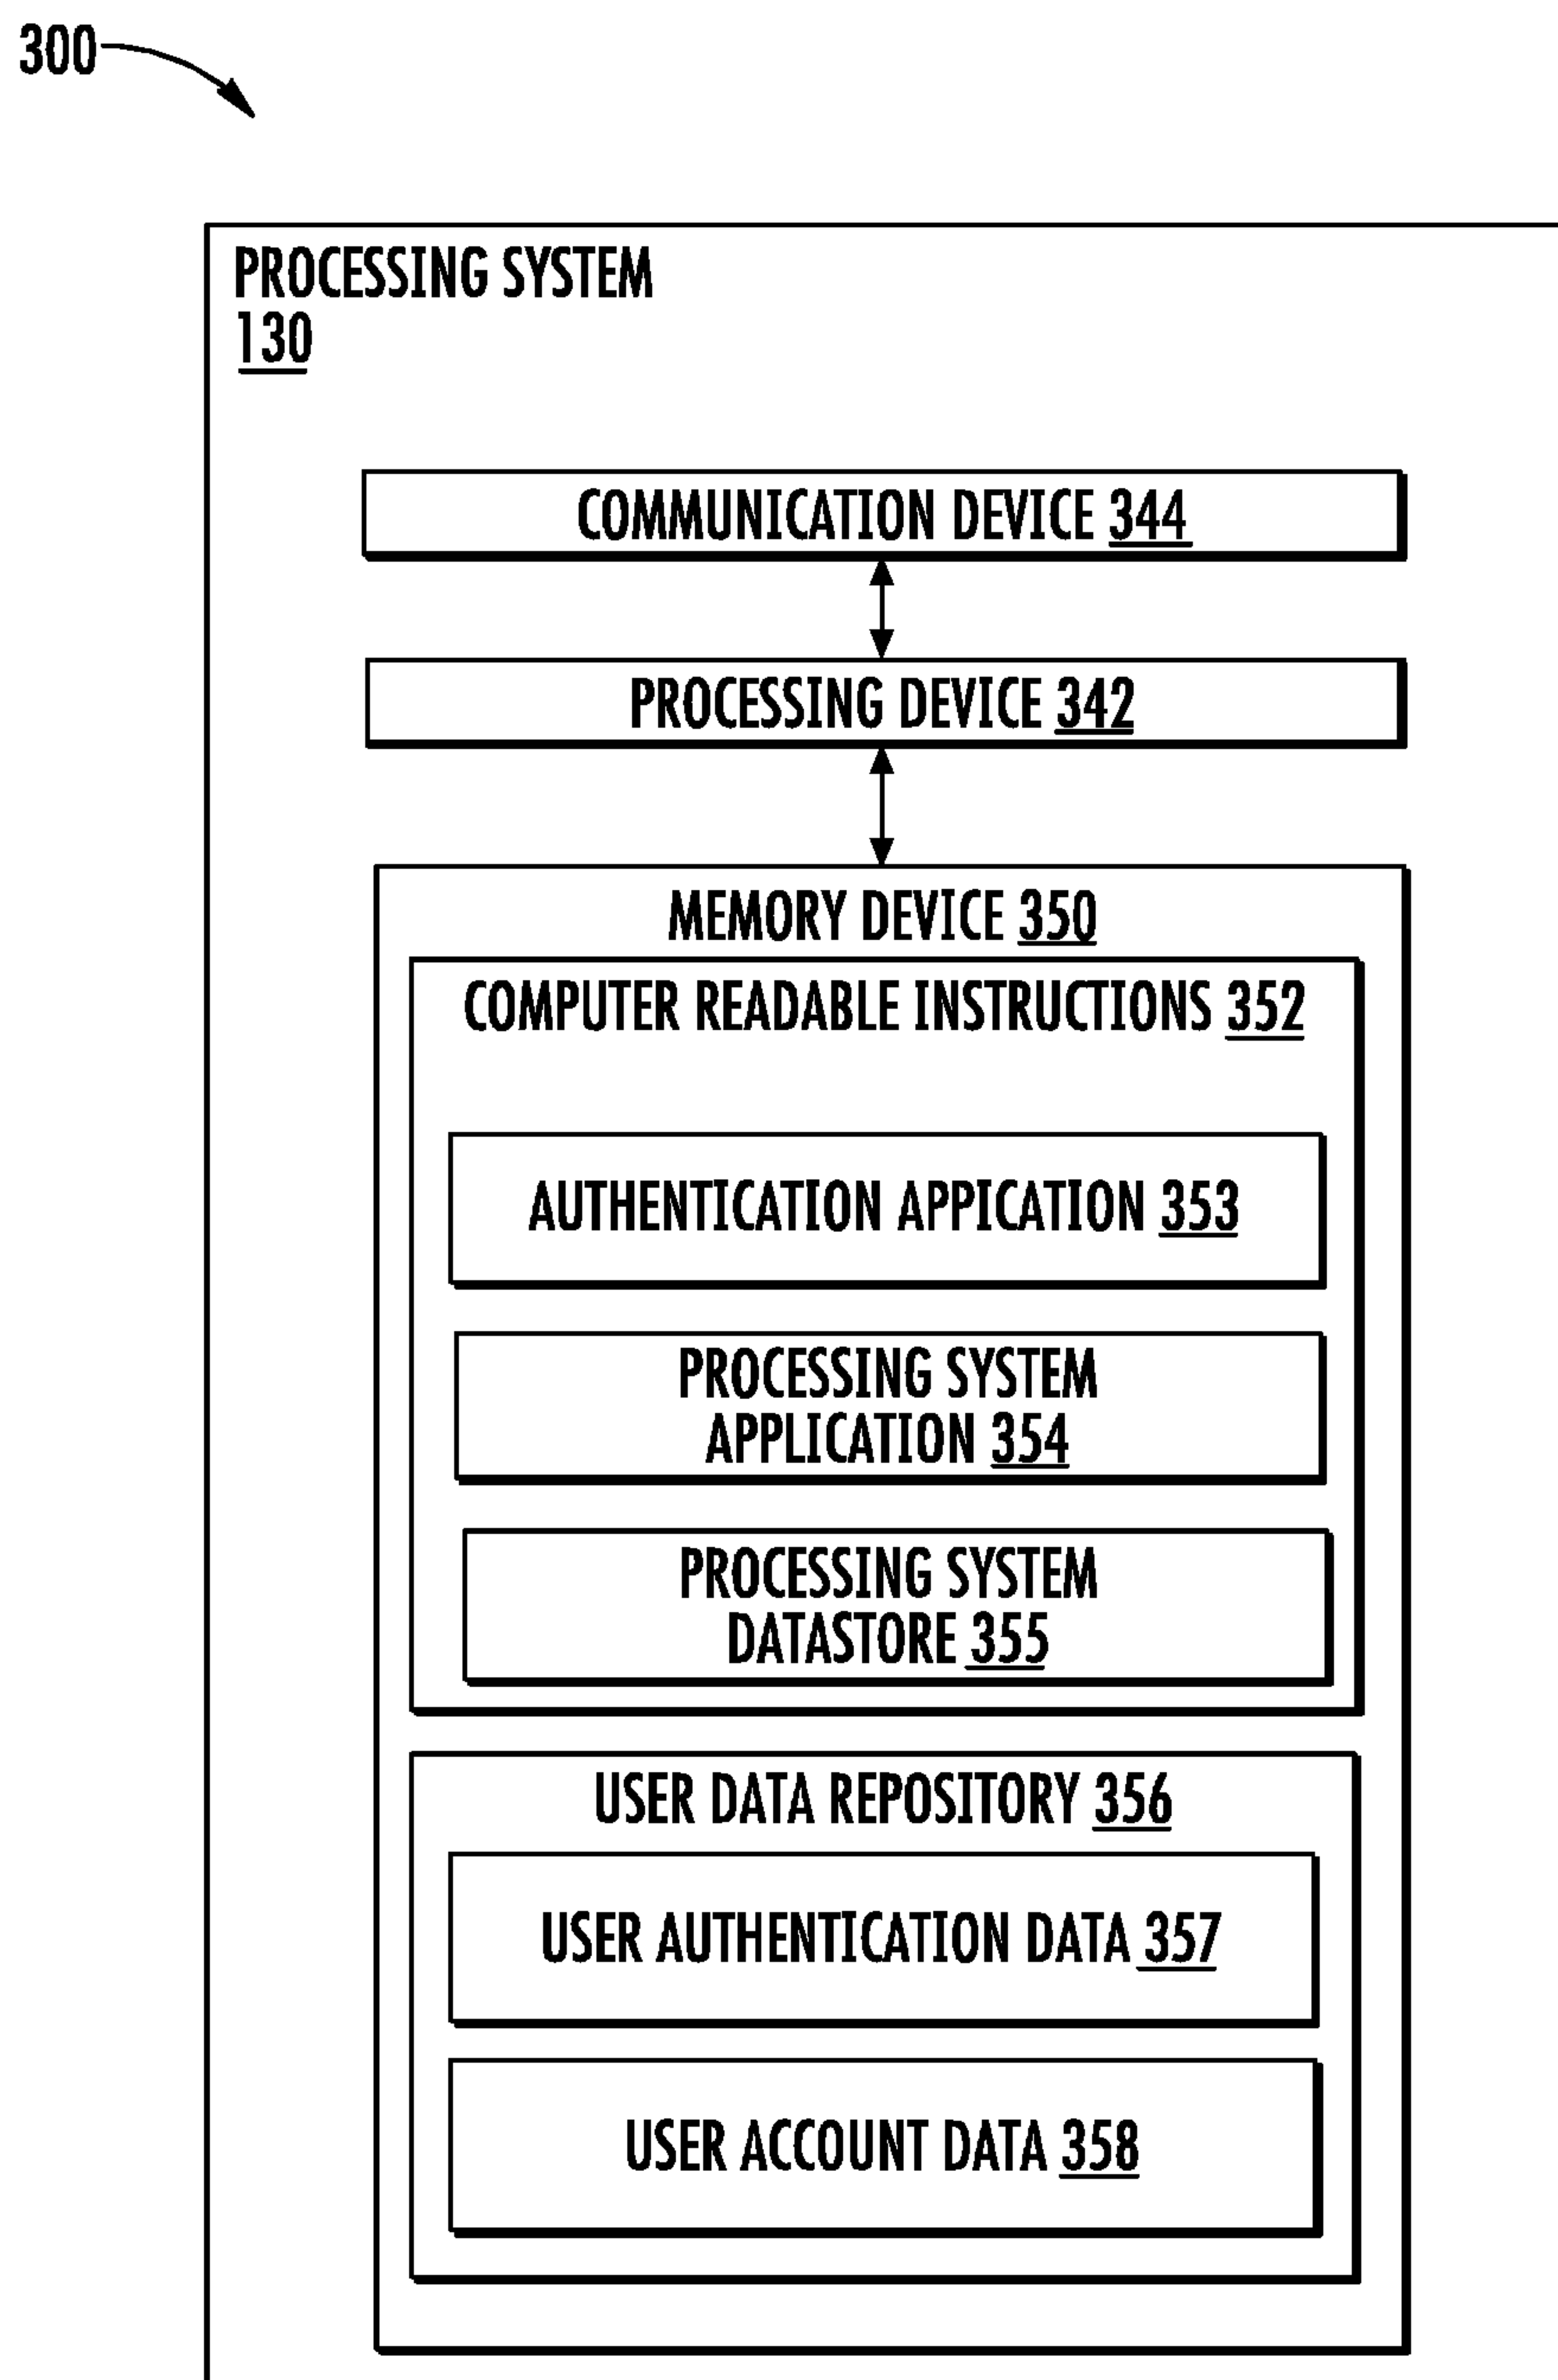 300
PROCESSING SYSTEM
130
COMMUNICATION DEVICE 344
PROCESSING DEVICE 342
MEMORY DEVICE 350
COMPUTER READABLE INSTRUCTIONS 352
AUTHENTICATION APPICATION 353
PROCESSING SYSTEM
APPLICATION 354
PROCESSING SYSTEM
DATASTORE 355
USER DATA REPOSITORY 356
USER AUTHENTICATION DATA 357
USER ACCOUNT DATA 358